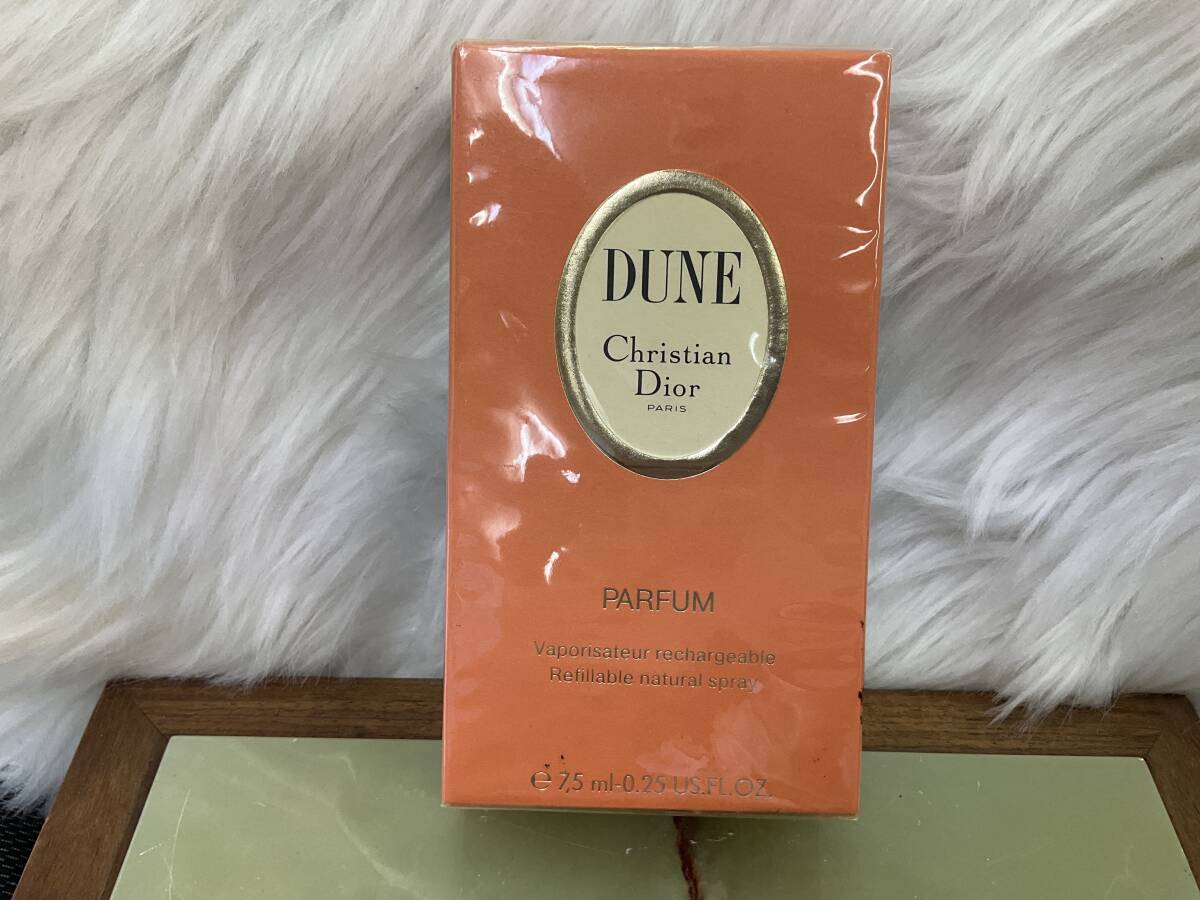 DUNE
Christian
Dior
PARIS
PARFUM
Vaporisateur rechargeable
Refillable natural spray
℮ 7,5 ml-0.25 US.FL.OZ.